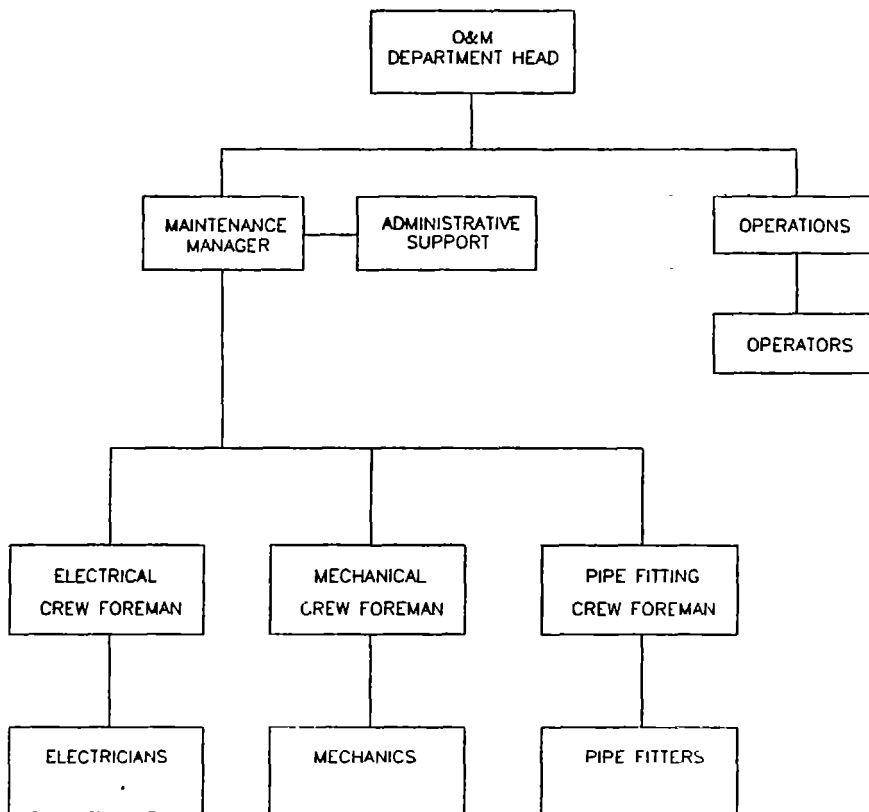 O&M
DEPARTMENT HEAD
MAINTENANCE
MANAGER
ADMINISTRATIVE
SUPPORT
OPERATIONS
OPERATORS
ELECTRICAL
CREW FOREMAN
MECHANICAL
CREW FOREMAN
PIPE FITTING
CREW FOREMAN
ELECTRICIANS
MECHANICS
PIPE FITTERS